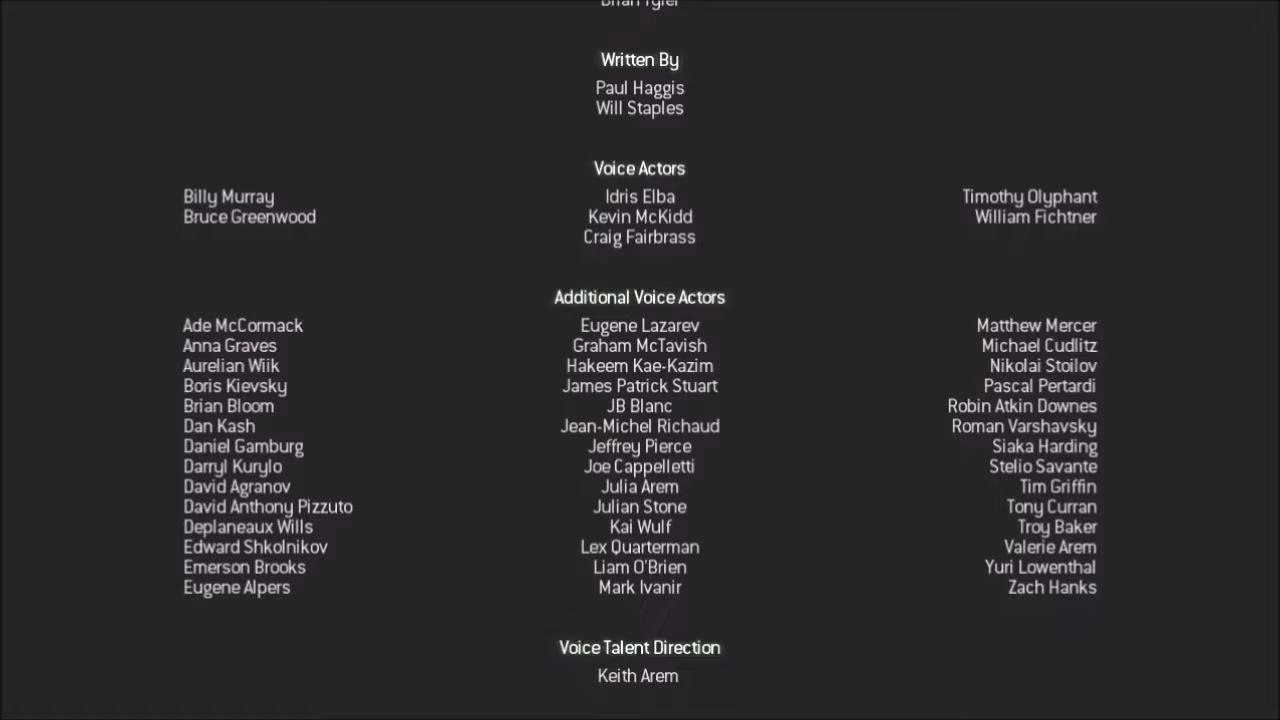 Brian Tyler
Written By
Paul Haggis
Will Staples
Voice Actors
Billy Murray Idris Elba Timothy Olyphant
Bruce Greenwood Kevin McKidd William Fichtner
Craig Fairbrass
Additional Voice Actors
Ade McCormack Eugene Lazarev Matthew Mercer
Anna Graves Graham McTavish Michael Cudlitz
Aurelian Wiik Hakeem Kae-Kazim Nikolai Stoilov
Boris Kievsky James Patrick Stuart Pascal Pertardi
Brian Bloom JB Blanc Robin Atkin Downes
Dan Kash Jean-Michel Richaud Roman Varshavsky
Daniel Gamburg Jeffrey Pierce Siaka Harding
Darryl Kurylo Joe Cappelletti Stelio Savante
David Agranov Julia Arem Tim Griffin
David Anthony Pizzuto Julian Stone Tony Curran
Deplaneaux Wills Kai Wulf Troy Baker
Edward Shkolnikov Lex Quarterman Valerie Arem
Emerson Brooks Liam O'Brien Yuri Lowenthal
Eugene Alpers Mark Ivanir Zach Hanks
Voice Talent Direction
Keith Arem